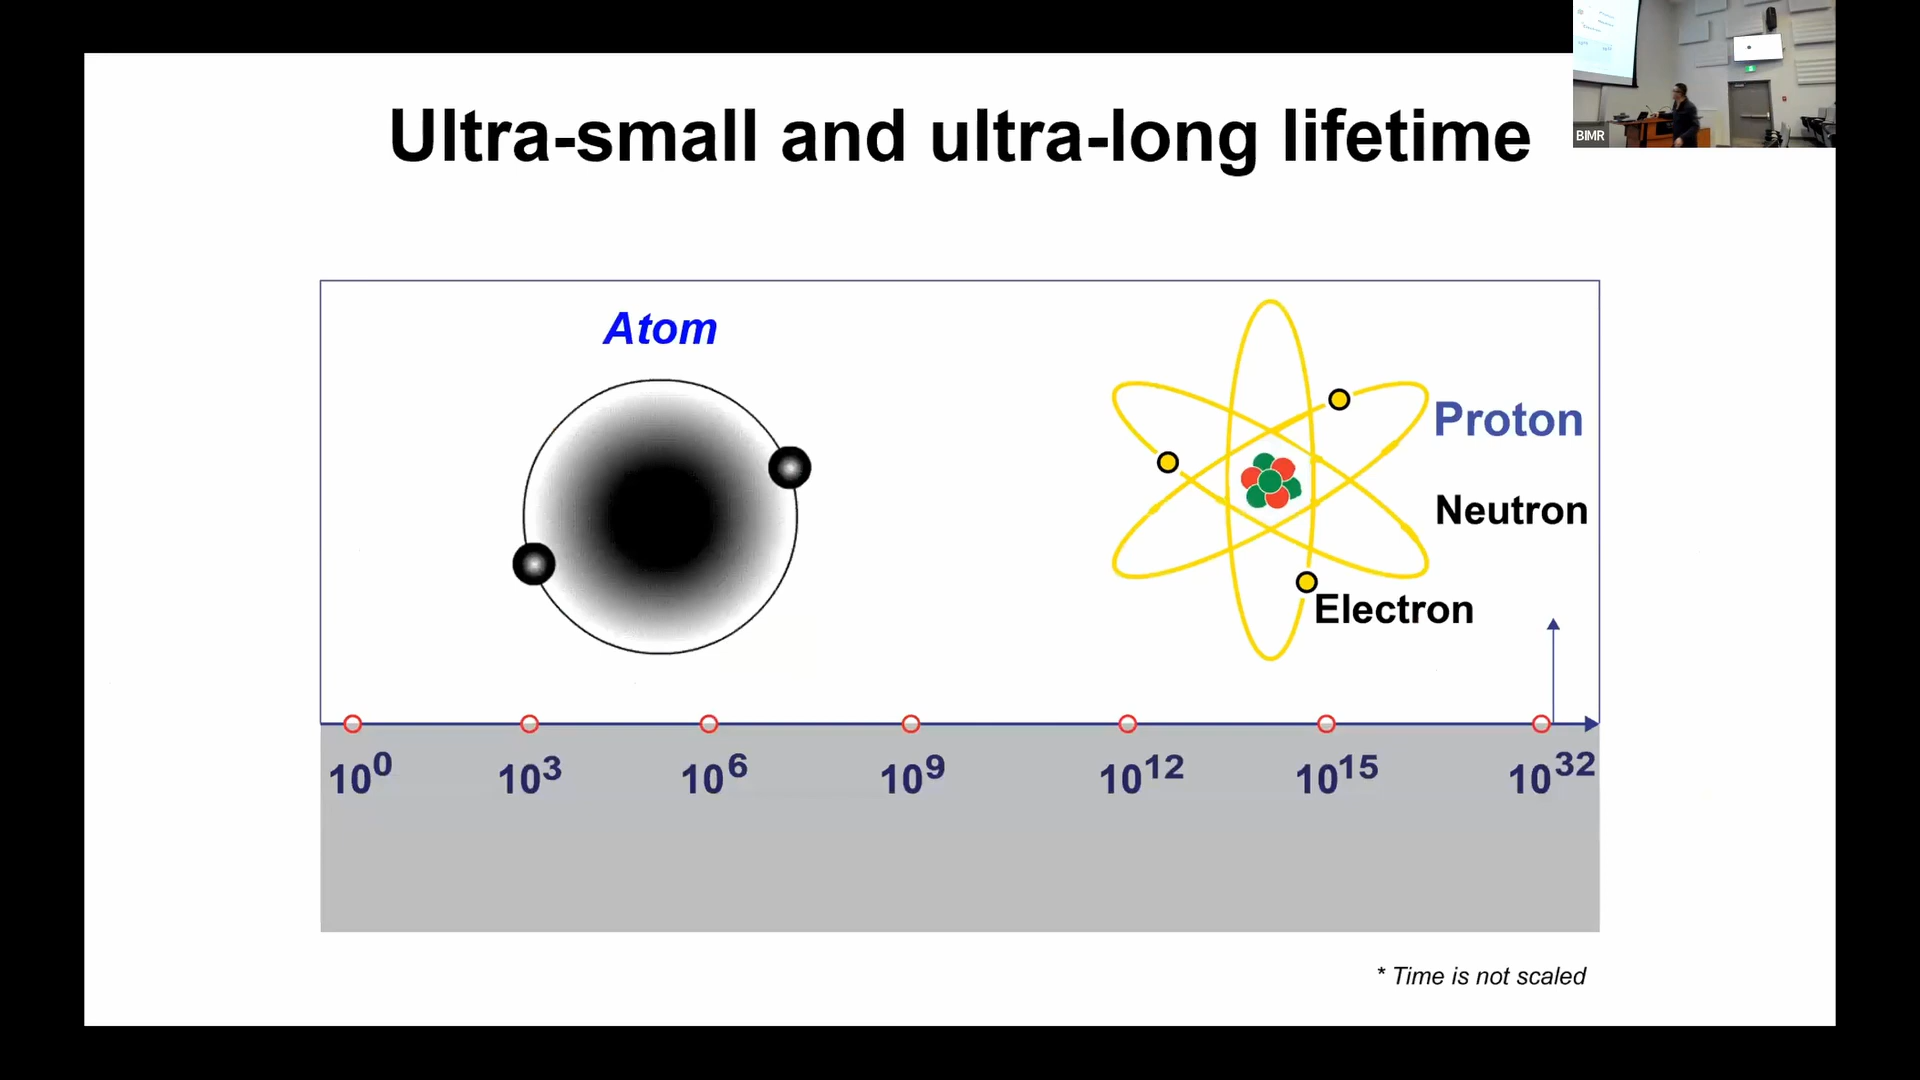 Ultra-small and ultra-long lifetime
BIMR
Atom
Proton
Neutron
Electron
10⁰ 10³ 10⁶ 10⁹ 10¹² 10¹⁵ 10³²
* Time is not scaled